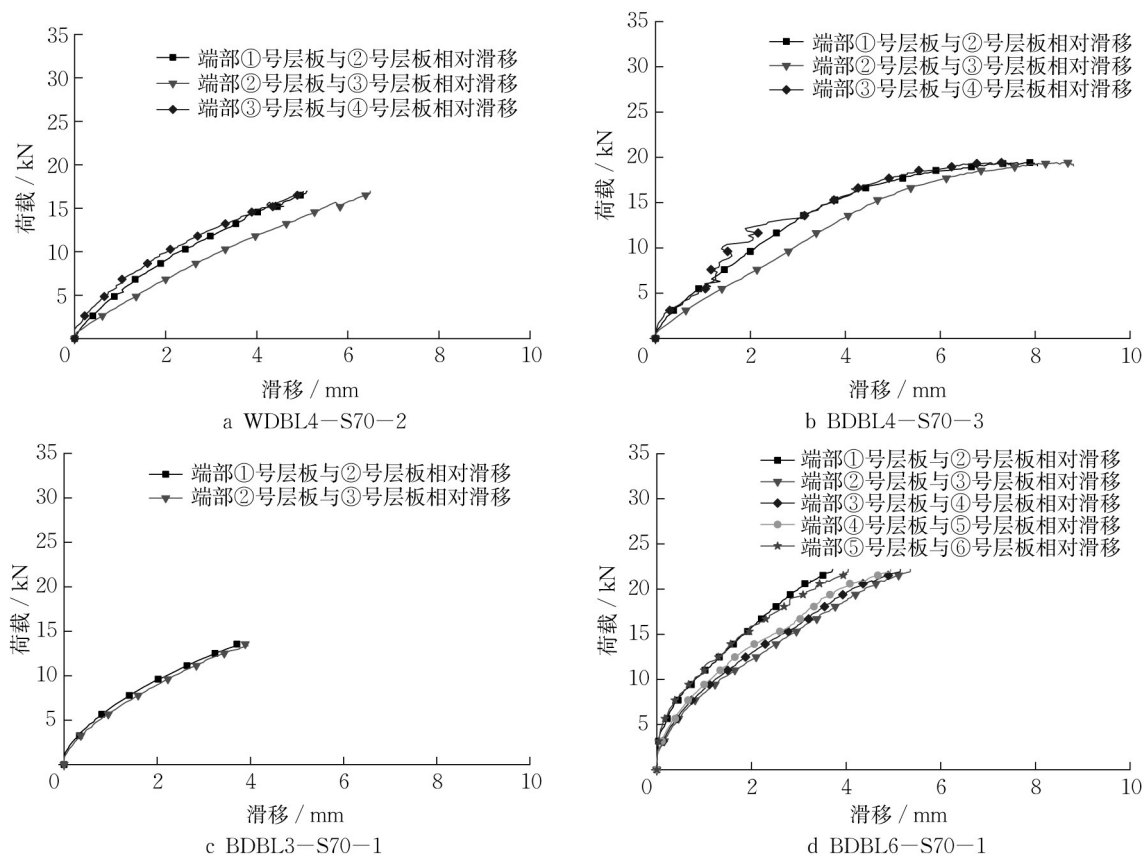 35
30
25
20
15
10
5
0
2
4
6
8
10
荷载 / kN
滑移 / mm
端部①号层板与②号层板相对滑移
端部②号层板与③号层板相对滑移
端部③号层板与④号层板相对滑移
a WDBL4－S70－2
35
30
25
20
15
10
5
0
2
4
6
8
10
荷载 / kN
滑移 / mm
端部①号层板与②号层板相对滑移
端部②号层板与③号层板相对滑移
端部③号层板与④号层板相对滑移
b BDBL4－S70－3
35
30
25
20
15
10
5
0
2
4
6
8
10
荷载 / kN
滑移 / mm
端部①号层板与②号层板相对滑移
端部②号层板与③号层板相对滑移
c BDBL3－S70－1
35
30
25
20
15
10
5
0
2
4
6
8
10
荷载 / kN
滑移 / mm
端部①号层板与②号层板相对滑移
端部②号层板与③号层板相对滑移
端部③号层板与④号层板相对滑移
端部④号层板与⑤号层板相对滑移
端部⑤号层板与⑥号层板相对滑移
d BDBL6－S70－1